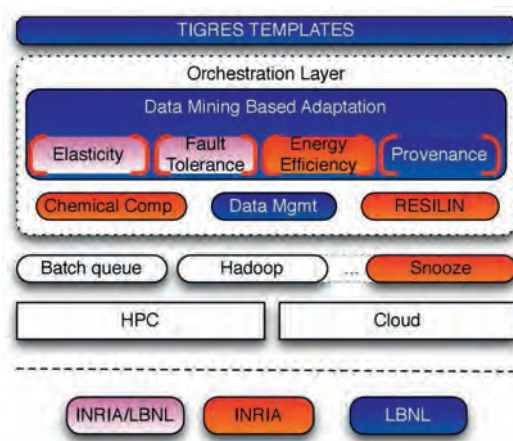 TIGRES TEMPLATES
Orchestration Layer
Data Mining Based Adaptation
Elasticity
Fault
Tolerance
Energy
Efficiency
Provenance
Chemical Comp
Data Mgmt
RESILIN
Batch queue
Hadoop
...
Snooze
HPC
Cloud
INRIA/LBNL
INRIA
LBNL